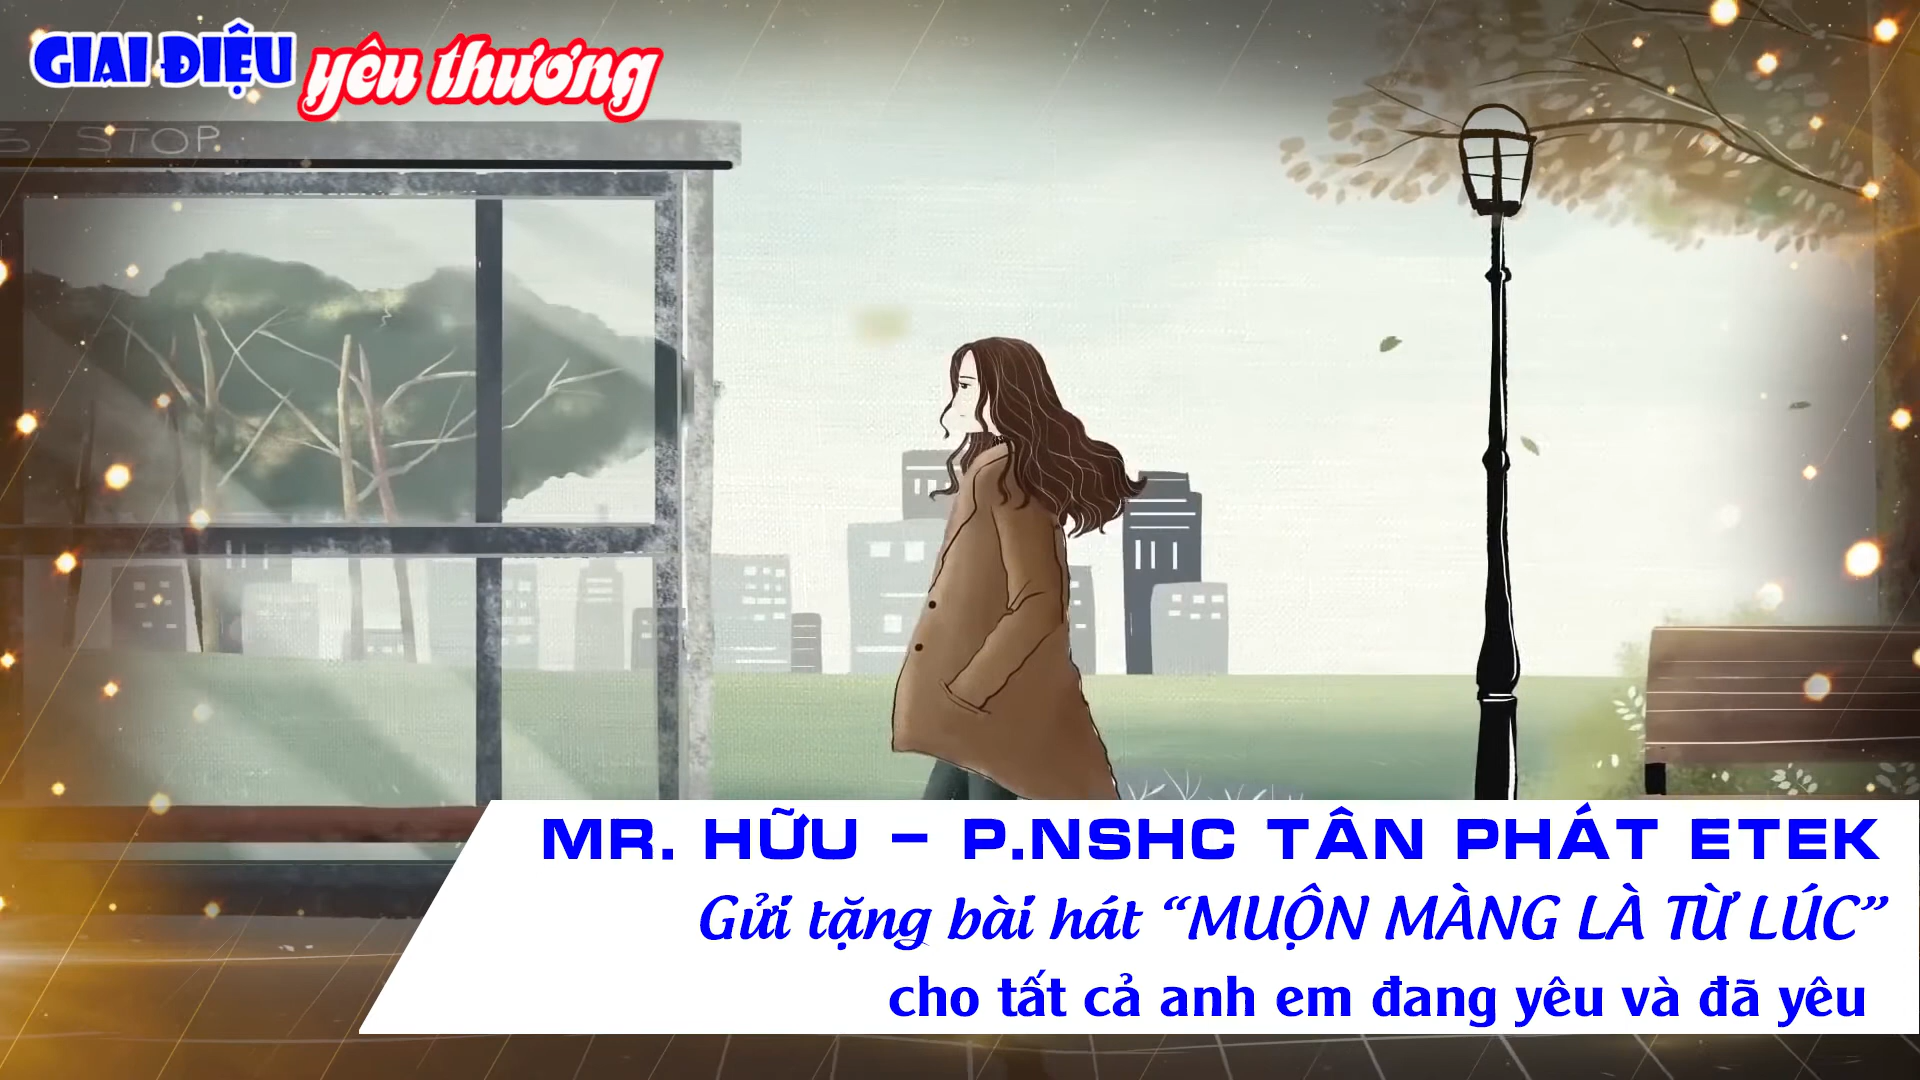 GIAI ĐIỆU yêu thương
S STOP
MR. HỮU – P.NSHC TÂN PHÁT ETEK
Gửi tặng bài hát “MUỘN MÀNG LÀ TỪ LÚC”
cho tất cả anh em đang yêu và đã yêu